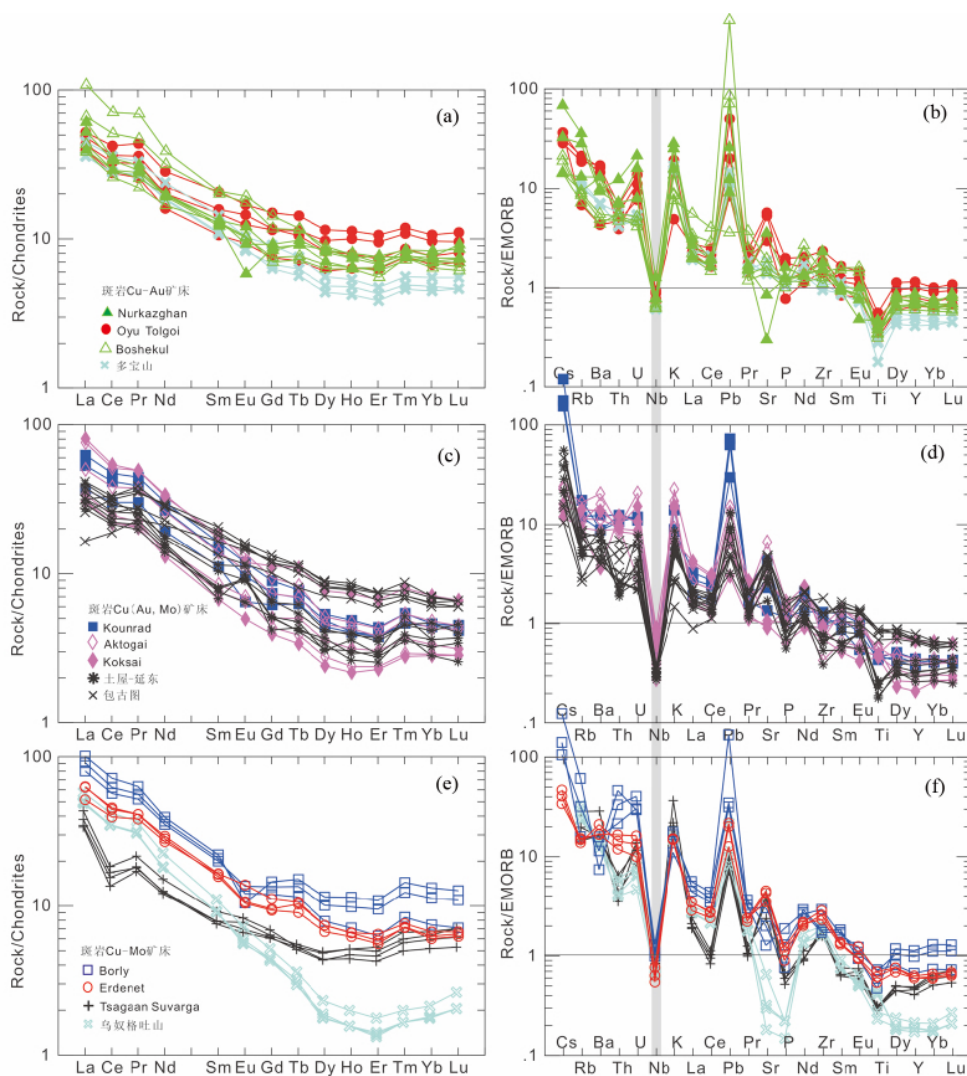 (a)
Rock/Chondrites
100
10
1
斑岩Cu-Au矿床
Nurkazghan
Oyu Tolgoi
Boshekul
多宝山
La Ce Pr Nd Sm Eu Gd Tb Dy Ho Er Tm Yb Lu
(b)
Rock/EMORB
100
10
1
.1
Cs Ba U K Ce Pr P Zr Eu Dy Yb
Rb Th Nb La Pb Sr Nd Sm Ti Y Lu
(c)
Rock/Chondrites
100
10
1
斑岩Cu(Au, Mo)矿床
Kounrad
Aktogai
Koksai
土屋-延东
包古图
La Ce Pr Nd Sm Eu Gd Tb Dy Ho Er Tm Yb Lu
(d)
Rock/EMORB
100
10
1
.1
Cs Ba U K Ce Pr P Zr Eu Dy Yb
Rb Th Nb La Pb Sr Nd Sm Ti Y Lu
(e)
Rock/Chondrites
100
10
1
斑岩Cu-Mo矿床
Borly
Erdenet
Tsagaan Suvarga
乌奴格吐山
La Ce Pr Nd Sm Eu Gd Tb Dy Ho Er Tm Yb Lu
(f)
Rock/EMORB
100
10
1
.1
Cs Ba U K Ce Pr P Zr Eu Dy Yb
Rb Th Nb La Pb Sr Nd Sm Ti Y Lu